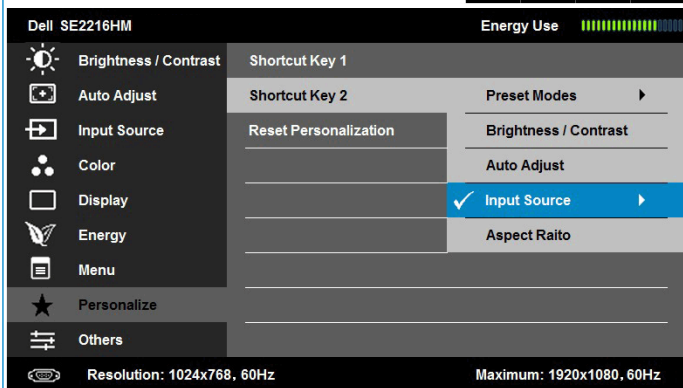 Dell SE2216HM Energy Use
Brightness / Contrast Shortcut Key 1
Auto Adjust Shortcut Key 2 Preset Modes
Input Source Reset Personalization Brightness / Contrast
Color Auto Adjust
Display Input Source
Energy Aspect Raito
Menu
Personalize
Others
Resolution: 1024x768, 60Hz Maximum: 1920x1080, 60Hz